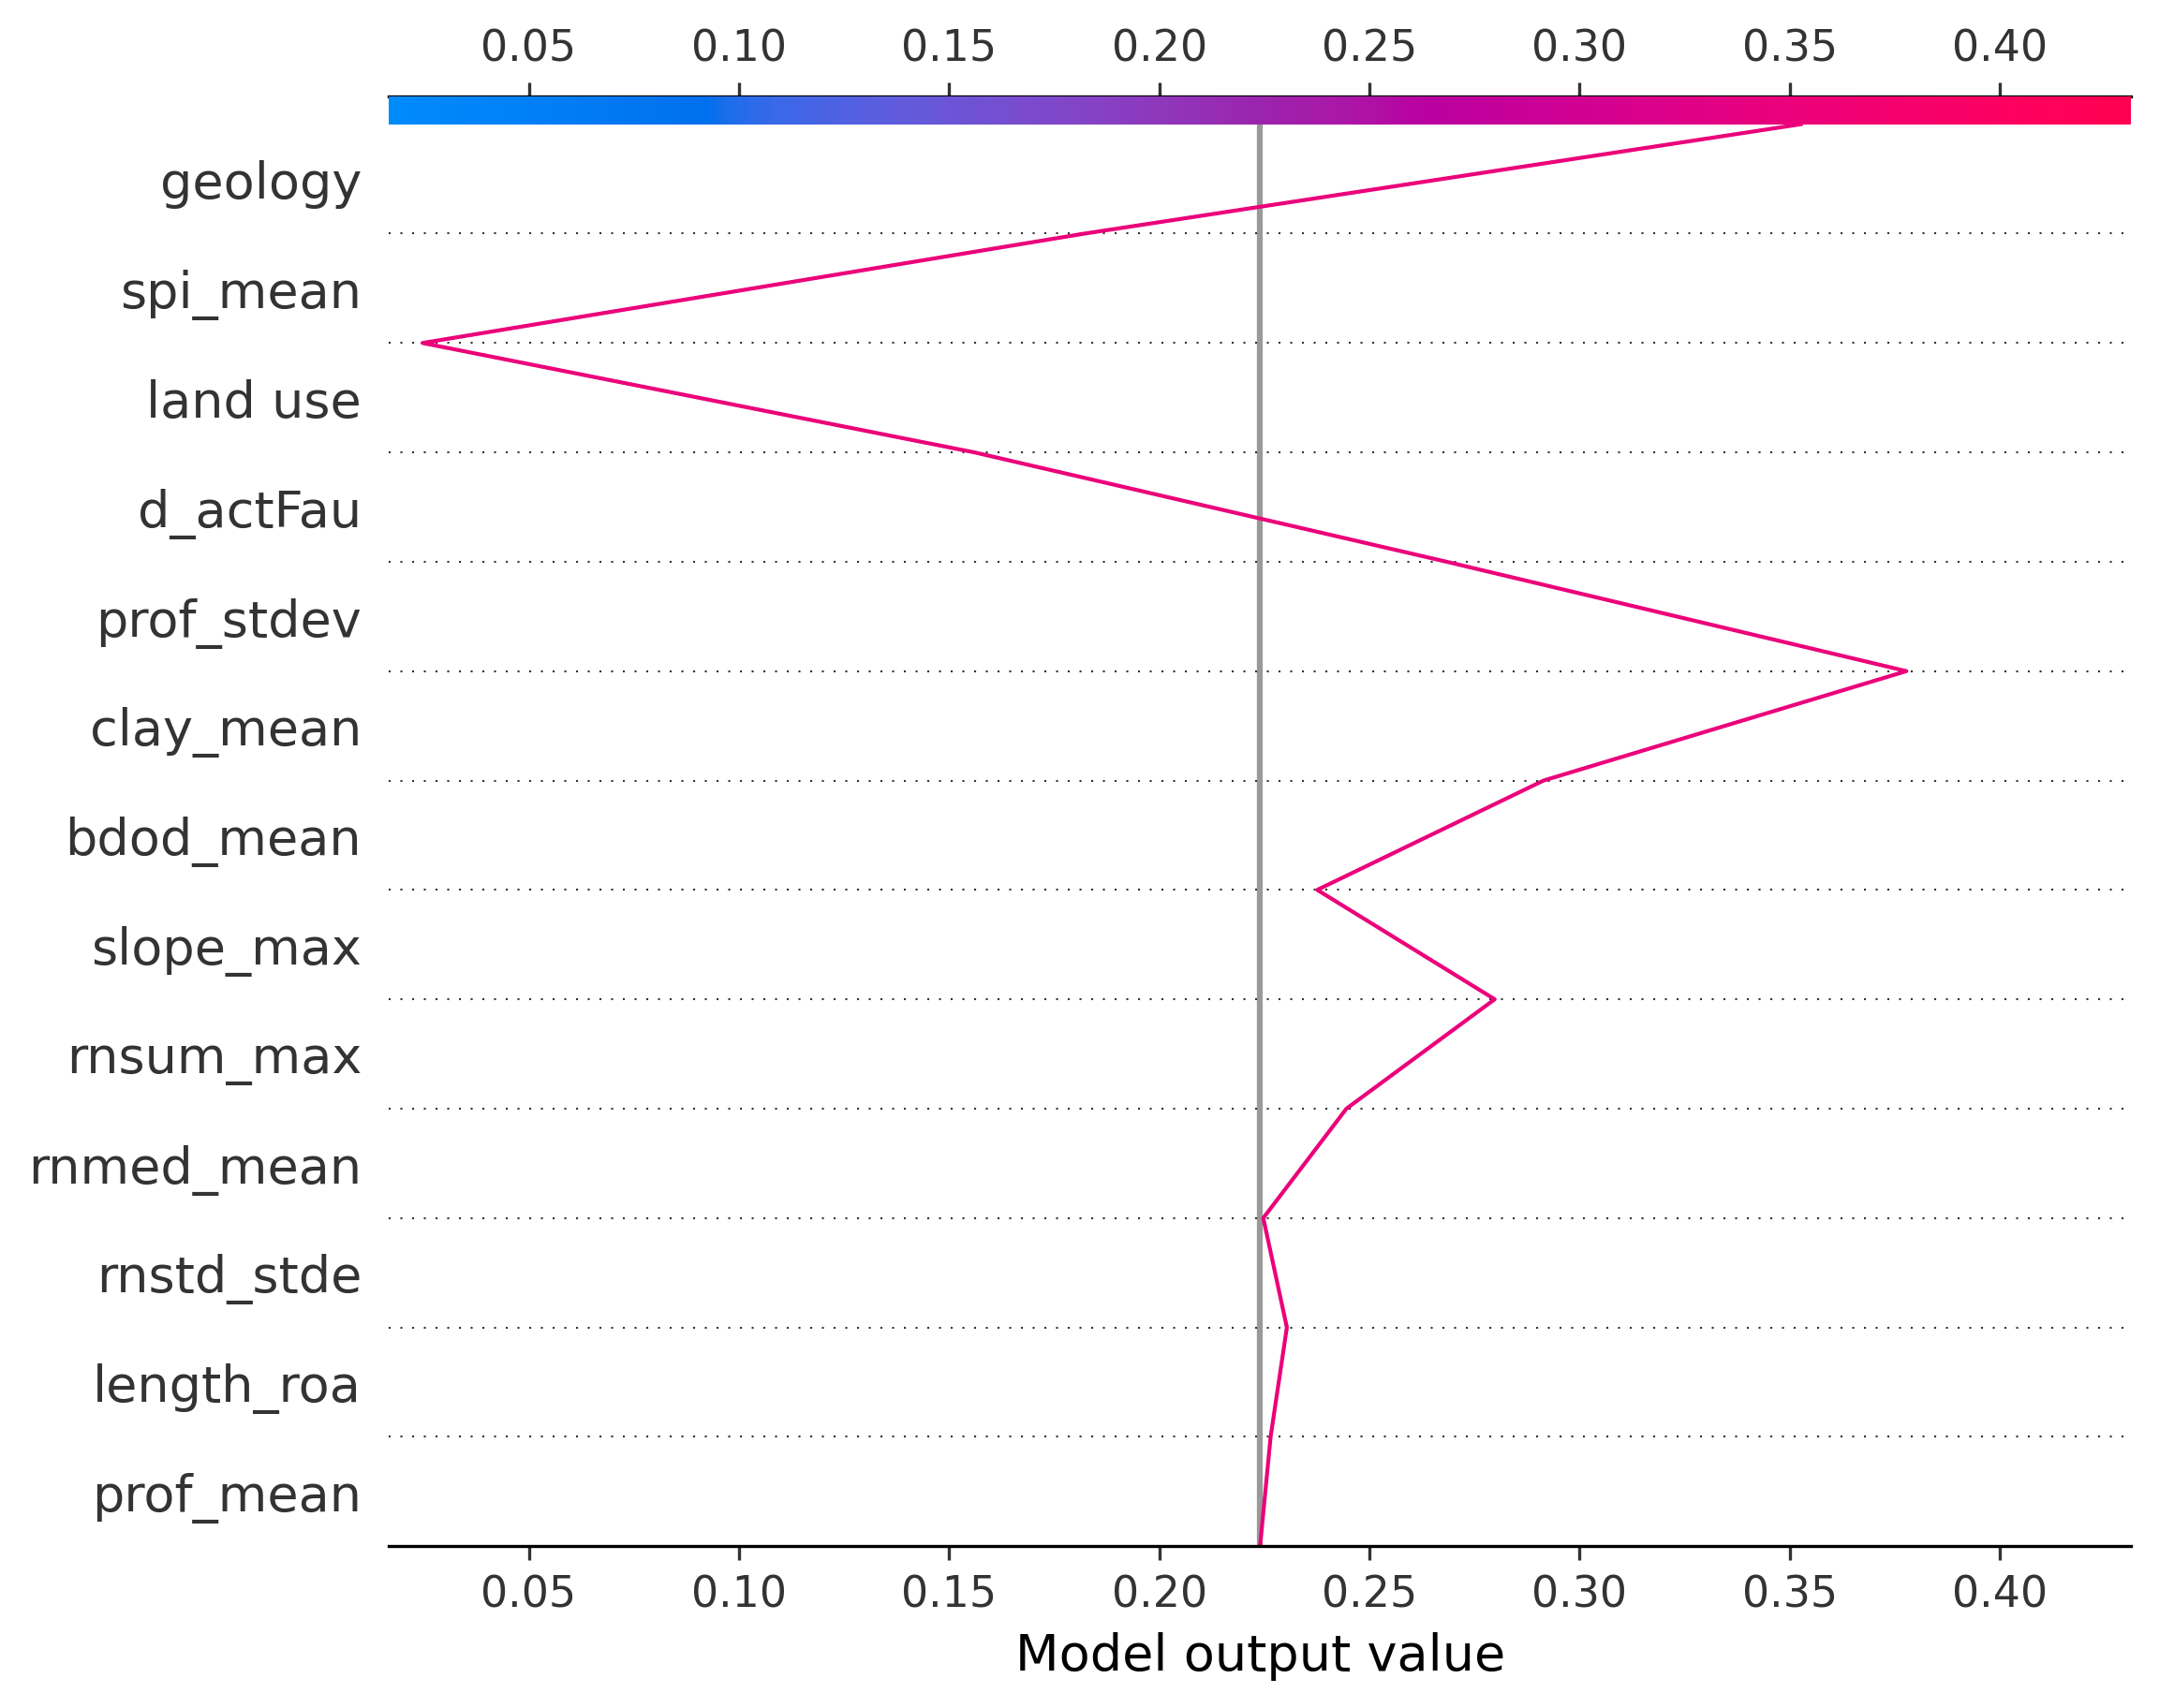 0.05 0.10 0.15 0.20 0.25 0.30 0.35 0.40
geology
spi_mean
land use
d_actFau
prof_stdev
clay_mean
bdod_mean
slope_max
rnsum_max
rnmed_mean
rnstd_stde
length_roa
prof_mean
0.05 0.10 0.15 0.20 0.25 0.30 0.35 0.40
Model output value